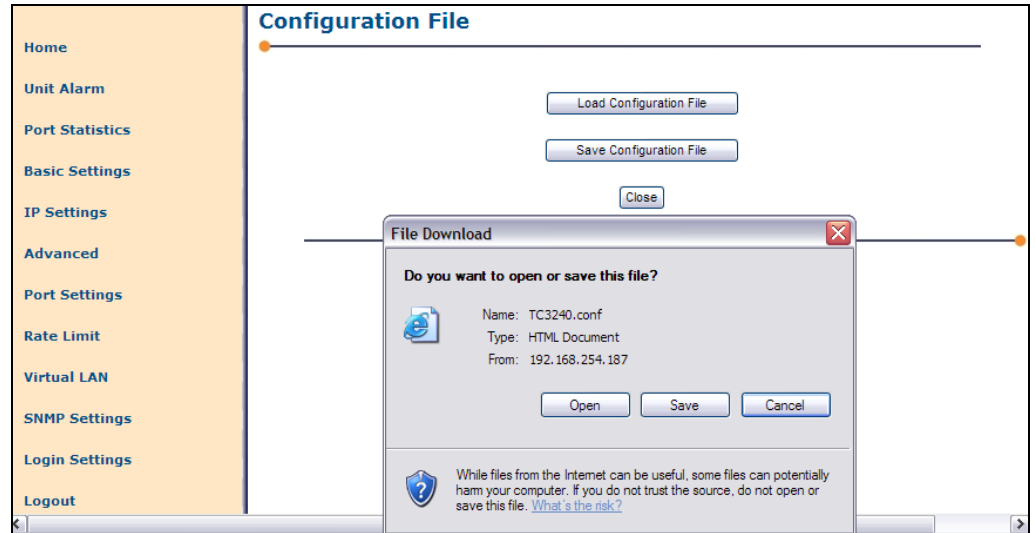 Configuration File
Home
Unit Alarm
Port Statistics
Basic Settings
IP Settings
Advanced
Port Settings
Rate Limit
Virtual LAN
SNMP Settings
Login Settings
Logout
Load Configuration File
Save Configuration File
Close
File Download
Do you want to open or save this file?
Name: TC3240.conf
Type: HTML Document
From: 192.168.254.187
Open Save Cancel
While files from the Internet can be useful, some files can potentially
harm your computer. If you do not trust the source, do not open or
save this file. What's the risk?